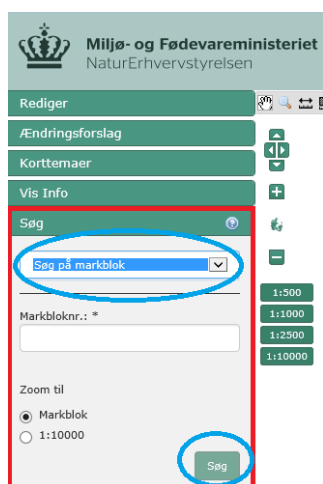 Miljø- og Fødevareministeriet
NaturErhvervstyrelsen
Rediger
Ændringsforslag
Korttemaer
Vis Info
Søg
Søg på markblok
Markbloknr.: *
Zoom til
Markblok
1:10000
Søg
1:500
1:1000
1:2500
1:10000